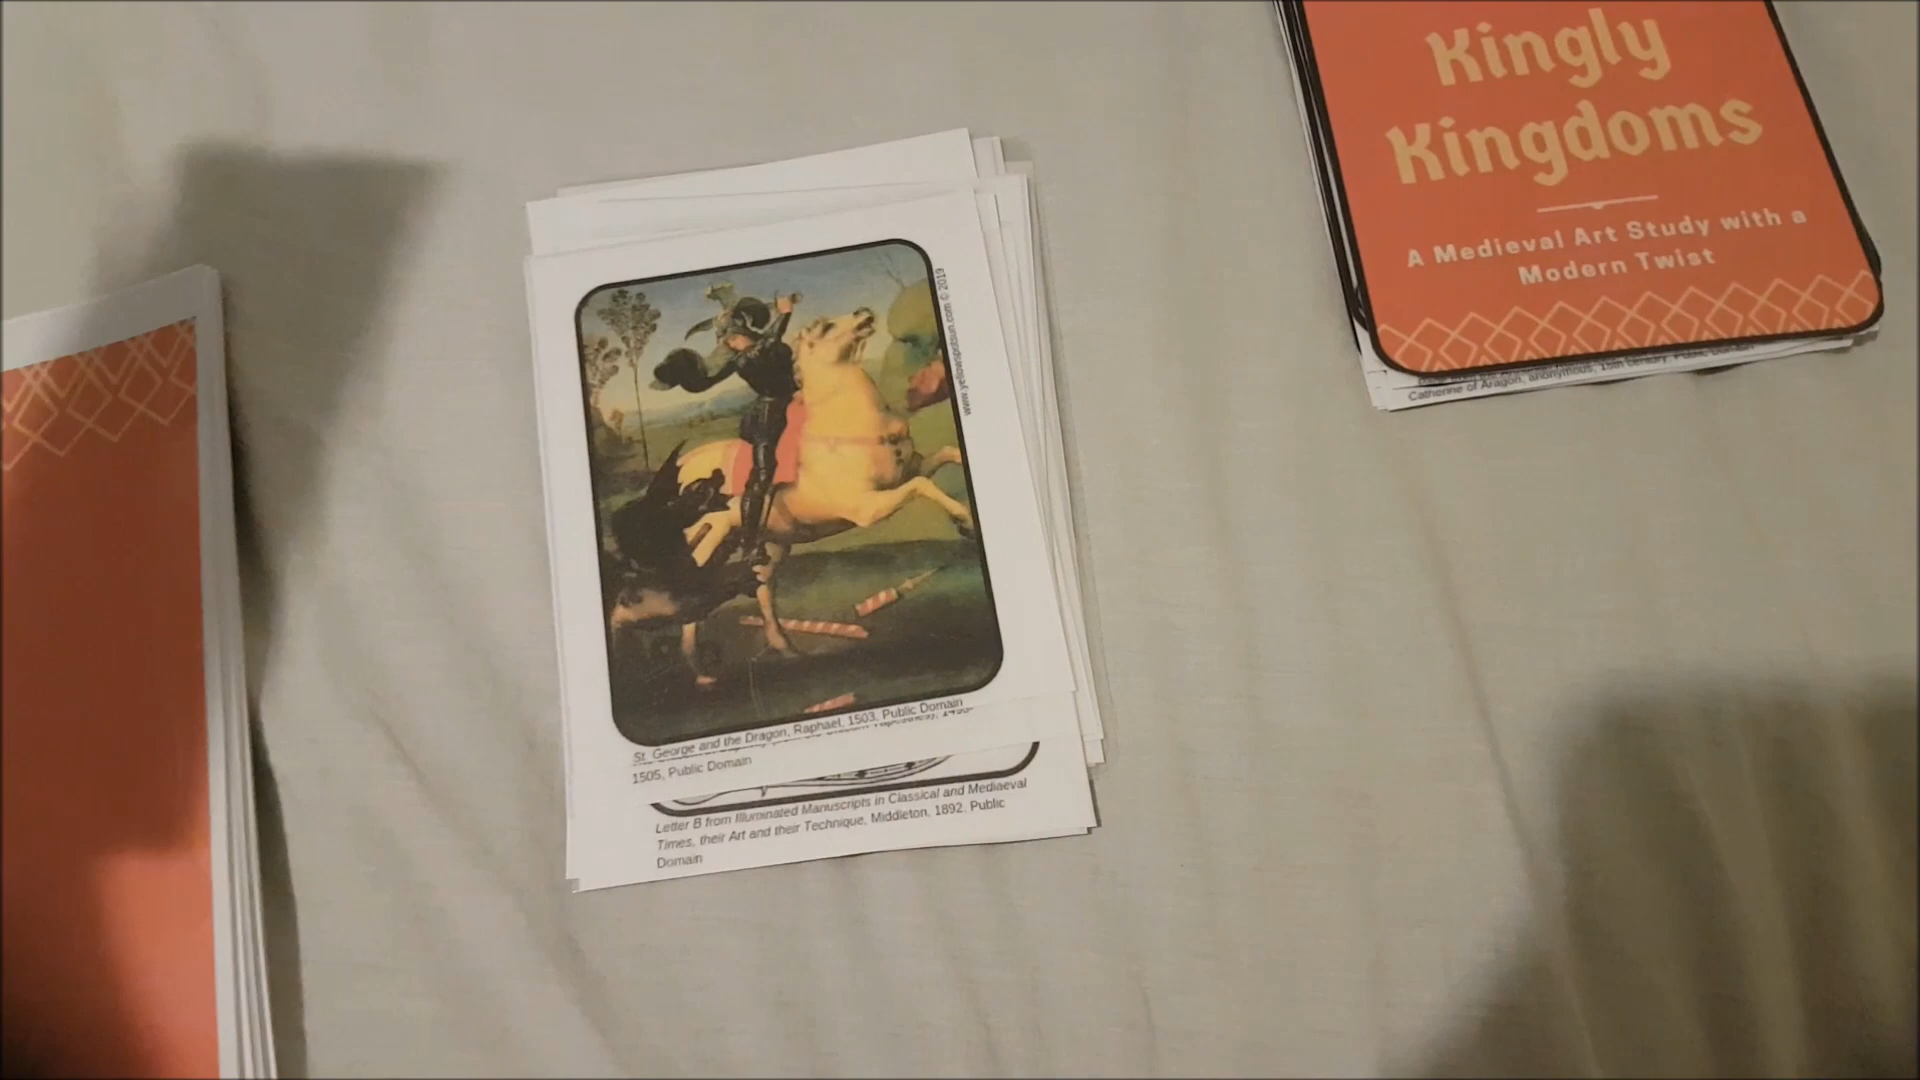 Kingly
Kingdoms
A Medieval Art Study with a
Modern Twist
Catherine of Aragon, anonymous, 15th century, Public Domain
www.yellowspotsun.com © 2019
St. George and the Dragon, Raphael, 1503, Public Domain
1505, Public Domain
Letter B from Illuminated Manuscripts in Classical and Mediaeval
Times, their Art and their Technique, Middleton, 1892, Public
Domain